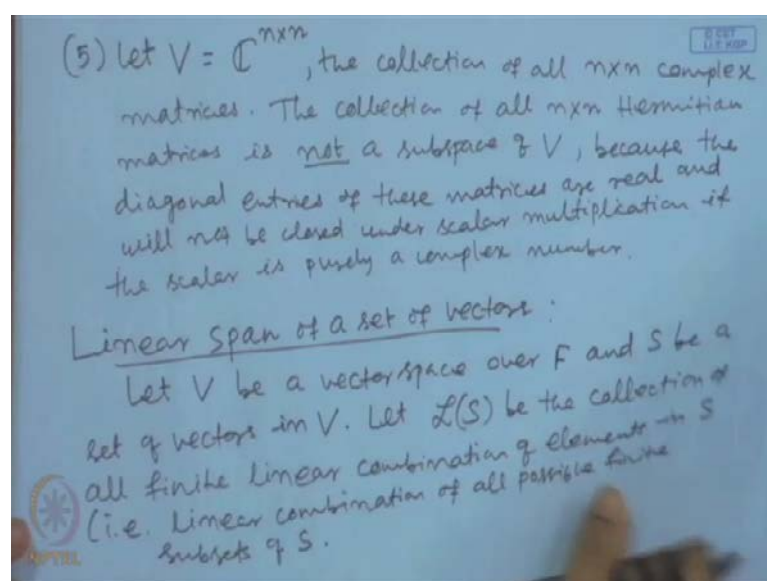 (5) Let V = ℂ^{n×n}, the collection of all n×n complex
matrices. The collection of all n×n Hermitian
matrices is not a subspace of V, because the
diagonal entries of these matrices are real and
will not be closed under scalar multiplication if
the scalar is purely a complex number.
Linear span of a set of vectors :
Let V be a vector space over F and S be a
set of vectors in V. Let L(S) be the collection of
all finite linear combination of elements in S
(i.e. Linear combination of all possible finite
subsets of S.